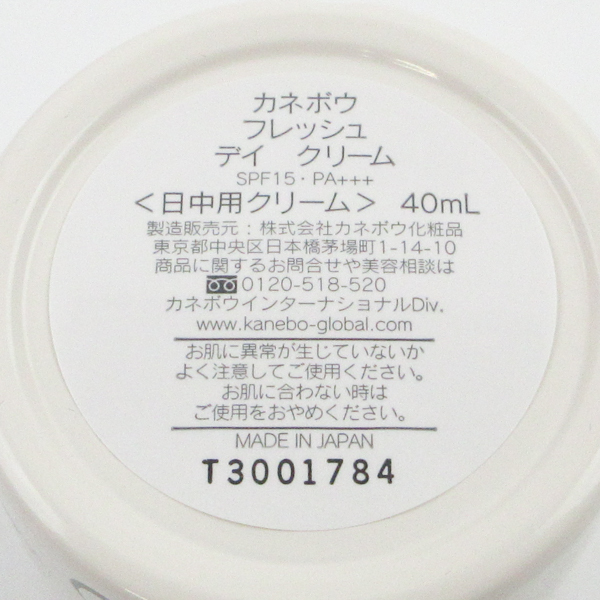 カネボウ
フレッシュ
デイ クリーム
SPF15・PA+++
＜日中用クリーム＞ 40mL
製造販売元：株式会社カネボウ化粧品
東京都中央区日本橋茅場町1-14-10
商品に関するお問合せや美容相談は
0120-518-520
カネボウインターナショナルDiv.
www.kanebo-global.com
お肌に異常が生じていないか
よく注意してご使用ください。
お肌に合わない時は
ご使用をおやめください。
MADE IN JAPAN
T3001784